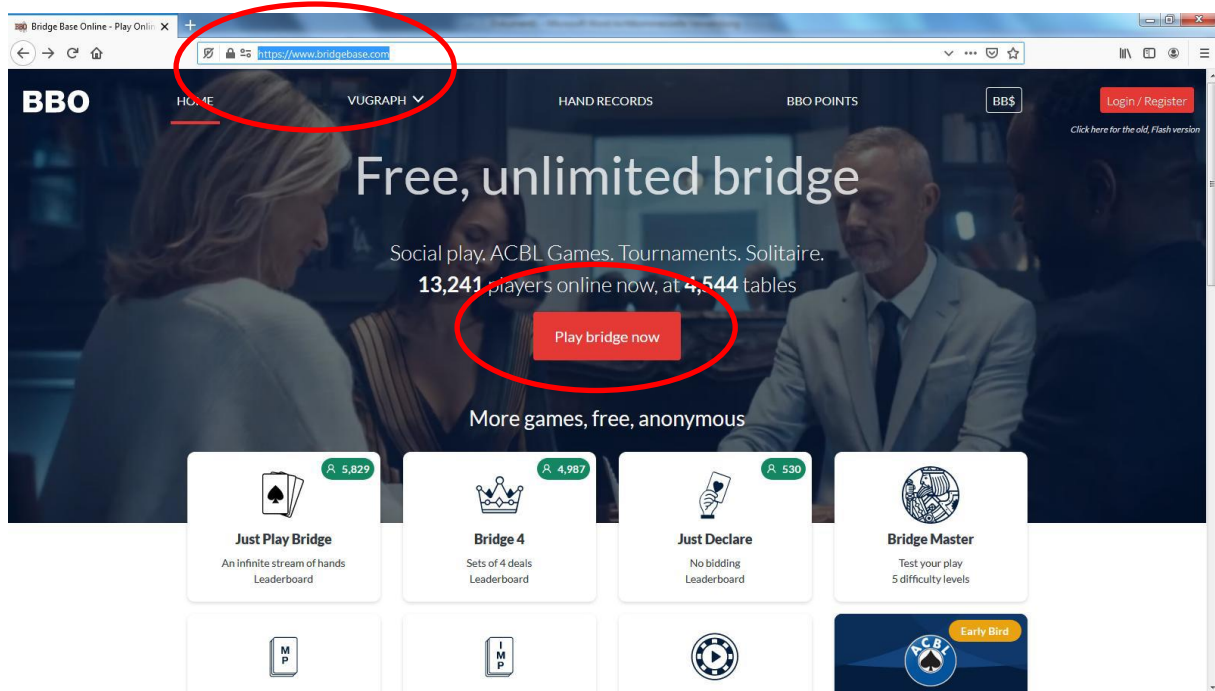 Bridge Base Online - Play Onlin
https://www.bridgebase.com
BBO
HOME
VUGRAPH
HAND RECORDS
BBO POINTS
BB$
Login / Register
Click here for the old, Flash version
Free, unlimited bridge
Social play. ACBL Games. Tournaments. Solitaire.
13,241 players online now, at 4,544 tables
Play bridge now
More games, free, anonymous
5,829
Just Play Bridge
An infinite stream of hands
Leaderboard
4,987
Bridge 4
Sets of 4 deals
Leaderboard
530
Just Declare
No bidding
Leaderboard
Bridge Master
Test your play
5 difficulty levels
M
P
I
M
P
Early Bird
ACBL